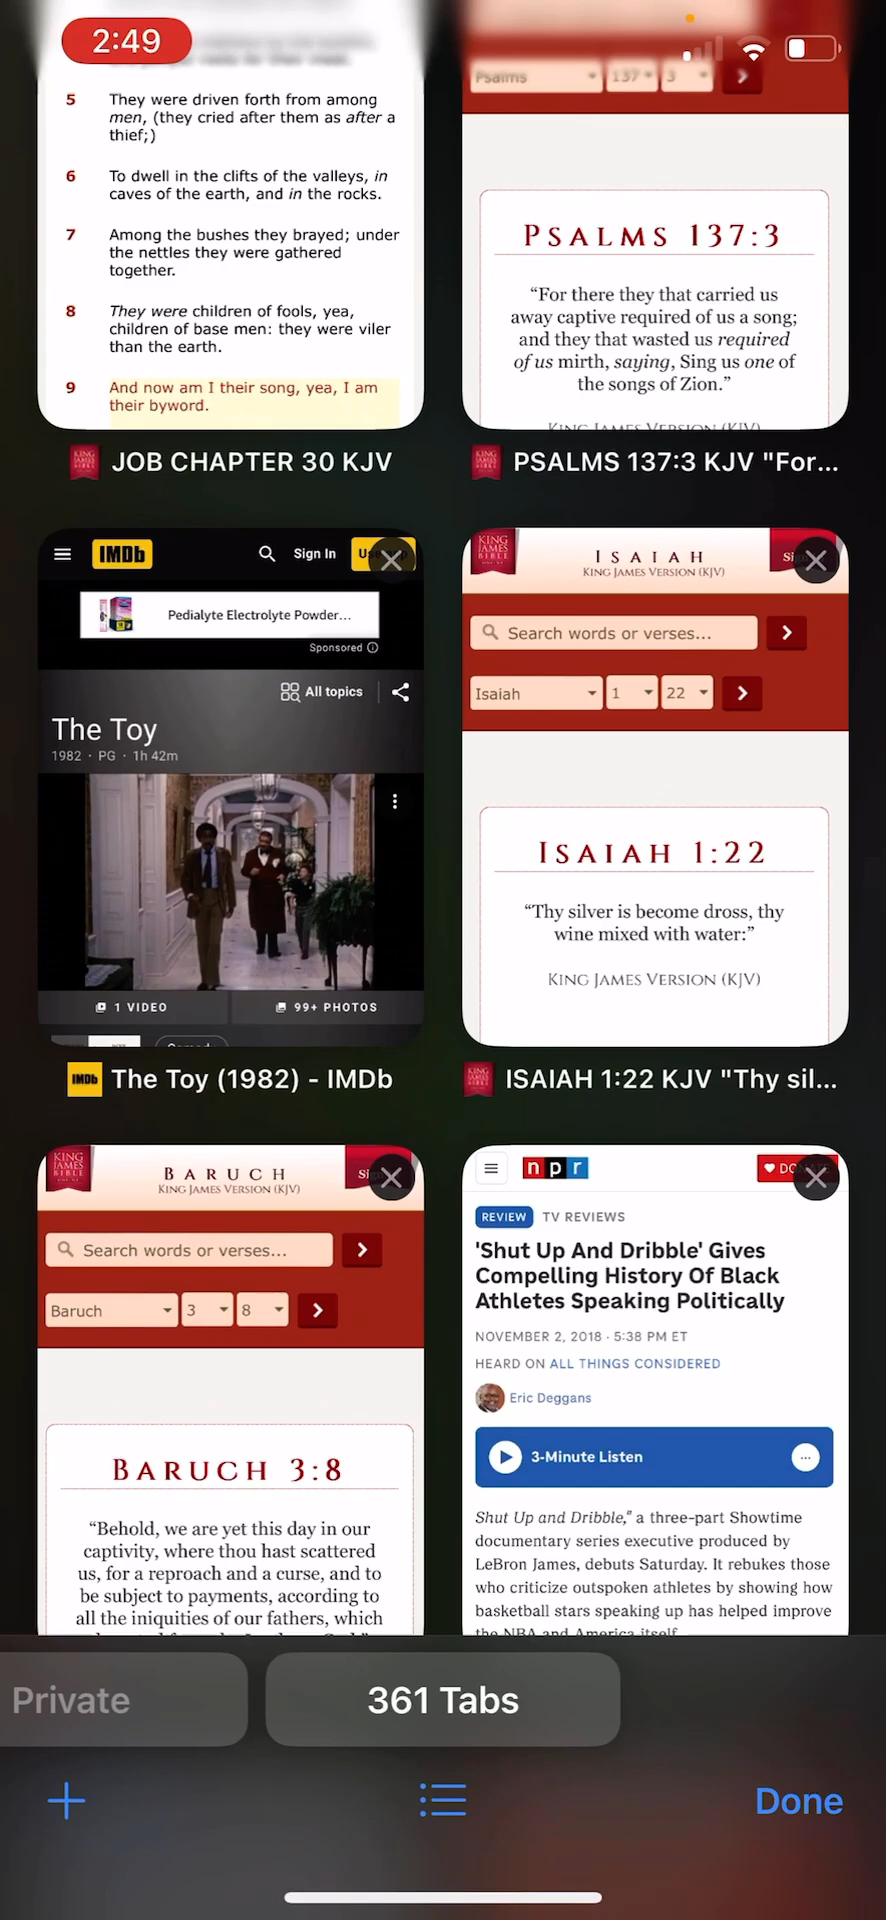 2:49
5 They were driven forth from among
men, (they cried after them as after a
thief;)
6 To dwell in the clifts of the valleys, in
caves of the earth, and in the rocks.
7 Among the bushes they brayed; under
the nettles they were gathered
together.
8 They were children of fools, yea,
children of base men: they were viler
than the earth.
9 And now am I their song, yea, I am
their byword.
JOB CHAPTER 30 KJV
Psalms 137 3
PSALMS 137:3
“For there they that carried us
away captive required of us a song;
and they that wasted us required
of us mirth, saying, Sing us one of
the songs of Zion.”
KING JAMES VERSION (KJV)
PSALMS 137:3 KJV "For...
IMDb Sign In
Pedialyte Electrolyte Powder...
Sponsored
All topics
The Toy
1982 · PG · 1h 42m
1 VIDEO
99+ PHOTOS
The Toy (1982) - IMDb
KING JAMES BIBLE
ISAIAH
KING JAMES VERSION (KJV)
Search words or verses...
Isaiah 1 22
ISAIAH 1:22
“Thy silver is become dross, thy
wine mixed with water:”
KING JAMES VERSION (KJV)
ISAIAH 1:22 KJV "Thy sil...
KING JAMES BIBLE
BARUCH
KING JAMES VERSION (KJV)
Search words or verses...
Baruch 3 8
BARUCH 3:8
“Behold, we are yet this day in our
captivity, where thou hast scattered
us, for a reproach and a curse, and to
be subject to payments, according to
all the iniquities of our fathers, which
npr
REVIEW TV REVIEWS
'Shut Up And Dribble' Gives
Compelling History Of Black
Athletes Speaking Politically
NOVEMBER 2, 2018 · 5:38 PM ET
HEARD ON ALL THINGS CONSIDERED
Eric Deggans
3-Minute Listen
Shut Up and Dribble," a three-part Showtime
documentary series executive produced by
LeBron James, debuts Saturday. It rebukes those
who criticize outspoken athletes by showing how
basketball stars speaking up has helped improve
the NBA and America itself.
Private
361 Tabs
Done